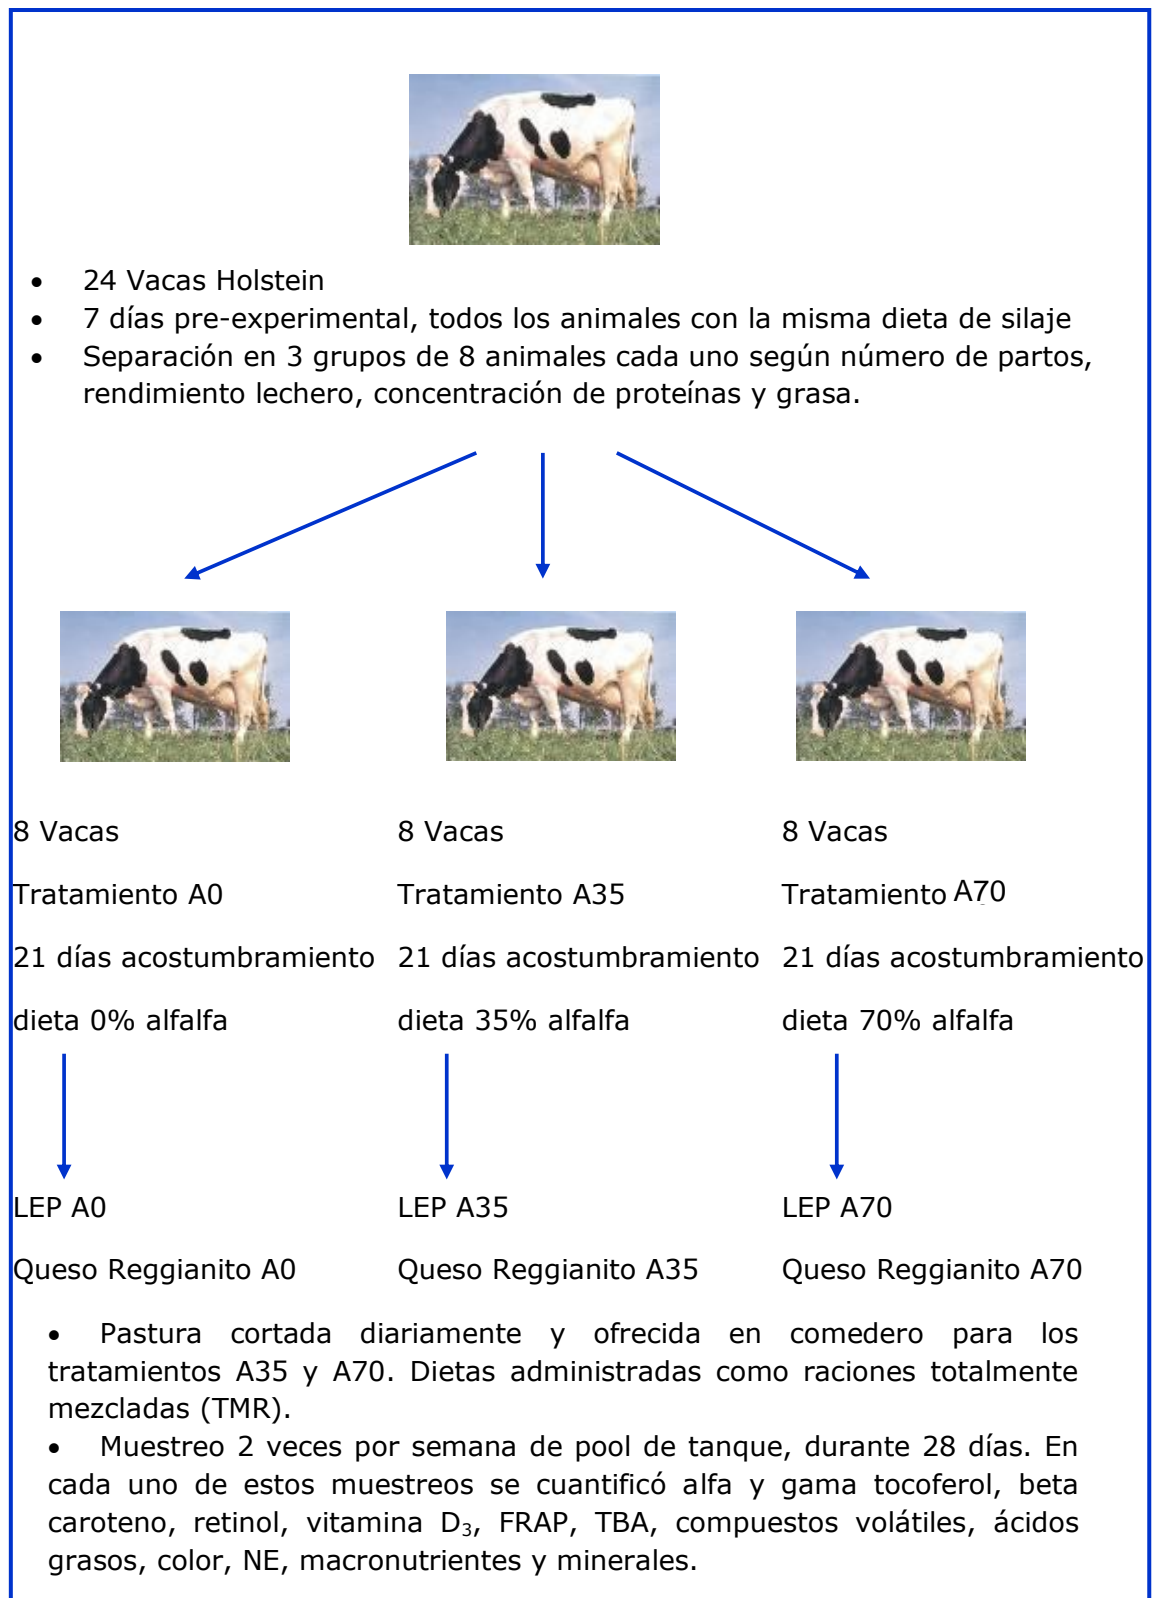 • 24 Vacas Holstein
• 7 días pre-experimental, todos los animales con la misma dieta de silaje
• Separación en 3 grupos de 8 animales cada uno según número de partos,
rendimiento lechero, concentración de proteínas y grasa.
8 Vacas 8 Vacas 8 Vacas
Tratamiento A0 Tratamiento A35 Tratamiento A70
21 días acostumbramiento 21 días acostumbramiento 21 días acostumbramiento
dieta 0% alfalfa dieta 35% alfalfa dieta 70% alfalfa
LEP A0 LEP A35 LEP A70
Queso Reggianito A0 Queso Reggianito A35 Queso Reggianito A70
• Pastura cortada diariamente y ofrecida en comedero para los
tratamientos A35 y A70. Dietas administradas como raciones totalmente
mezcladas (TMR).
• Muestreo 2 veces por semana de pool de tanque, durante 28 días. En
cada uno de estos muestreos se cuantificó alfa y gama tocoferol, beta
caroteno, retinol, vitamina D₃, FRAP, TBA, compuestos volátiles, ácidos
grasos, color, NE, macronutrientes y minerales.